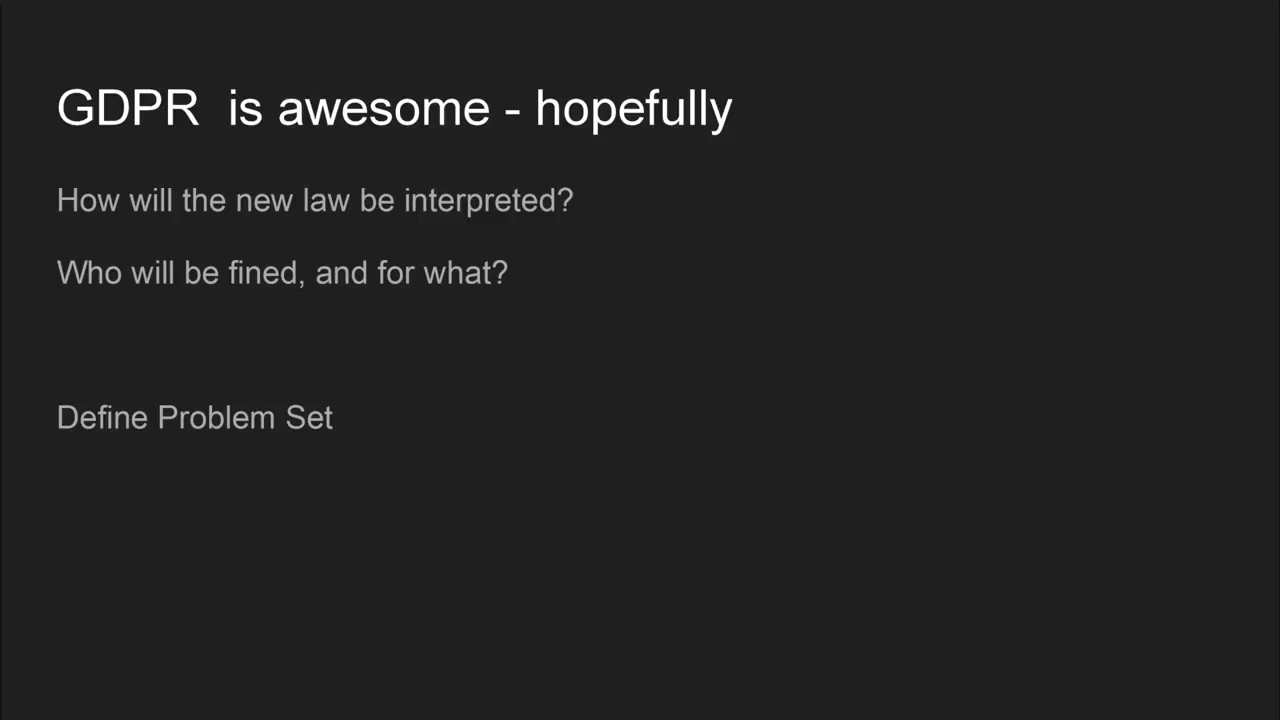 GDPR  is awesome - hopefully
How will the new law be interpreted?
Who will be fined, and for what?
Define Problem Set